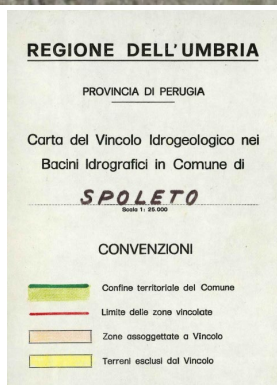 REGIONE DELL'UMBRIA
PROVINCIA DI PERUGIA
Carta del Vincolo Idrogeologico nei
Bacini Idrografici in Comune di
SPOLETO
Scala 1: 25.000
CONVENZIONI
Confine territoriale del Comune
Limite delle zone vincolate
Zone assoggettate a Vincolo
Terreni esclusi dal Vincolo